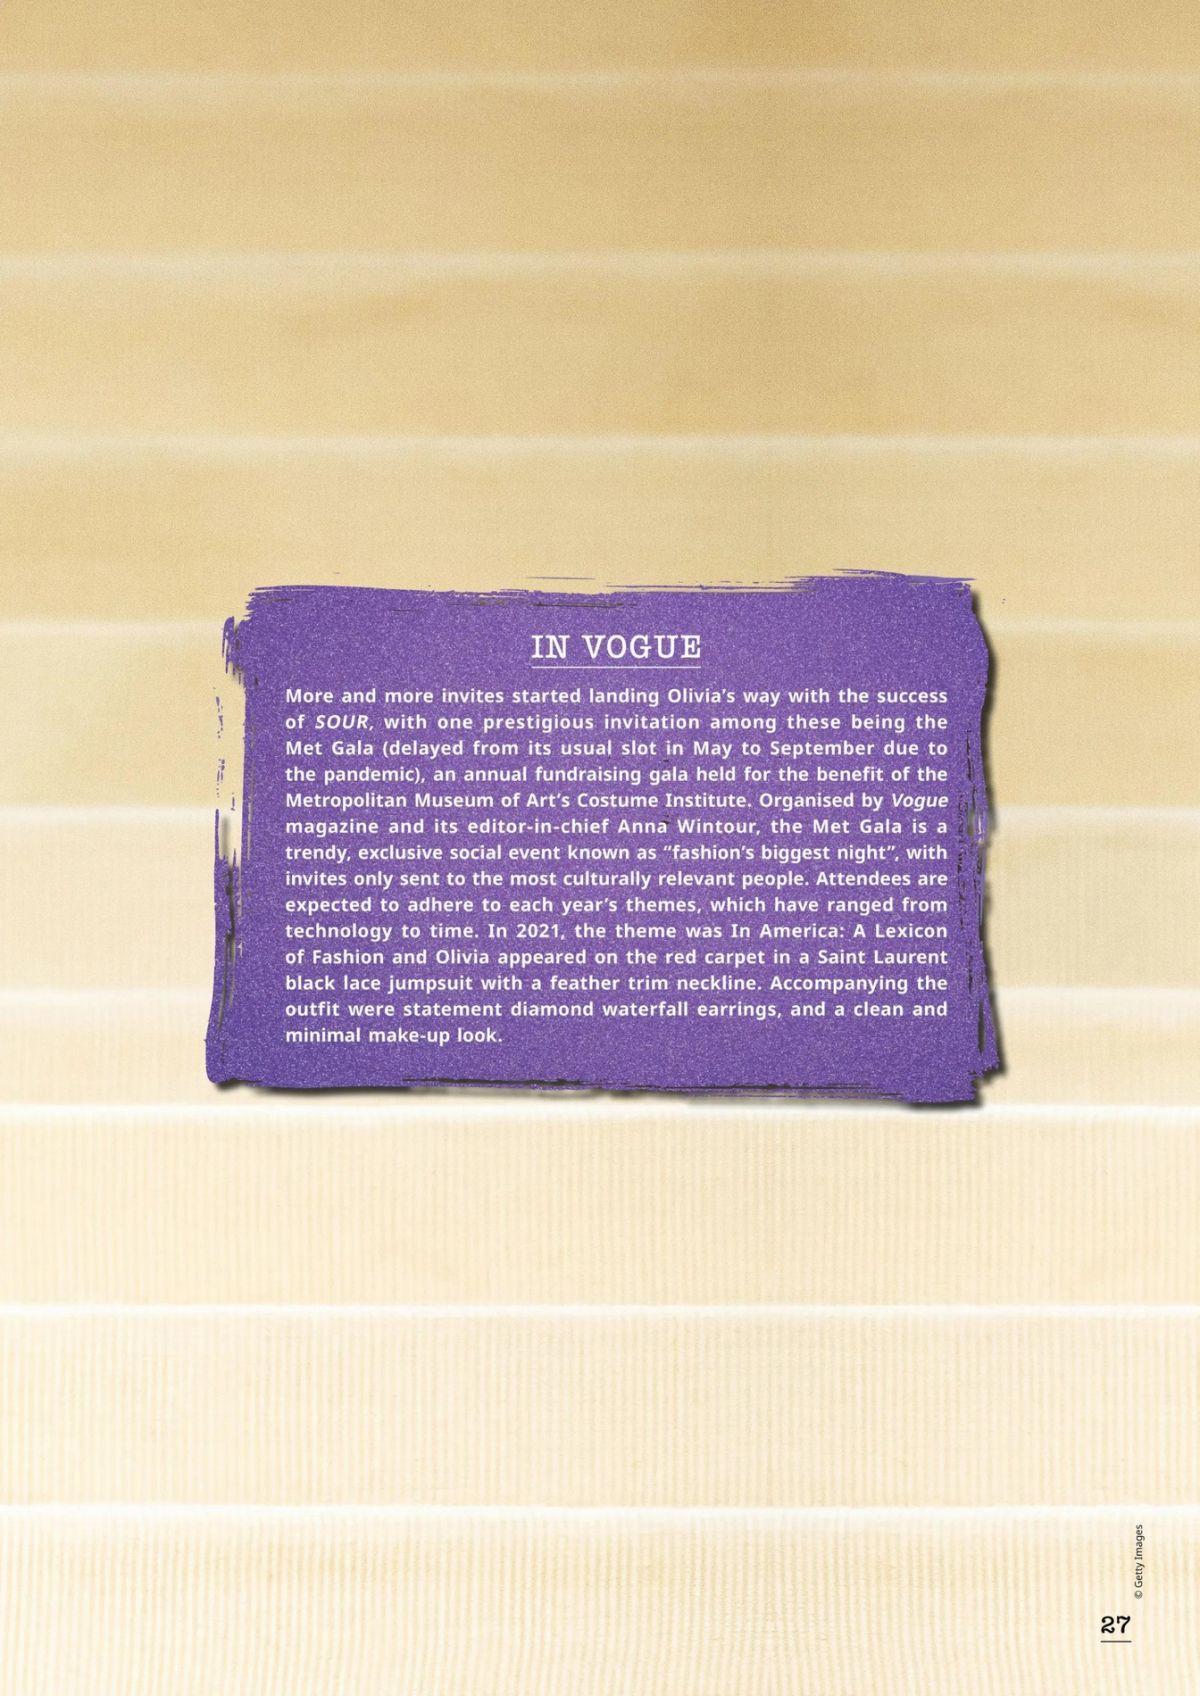 IN VOGUE
More and more invites started landing Olivia's way with the success
of SOUR, with one prestigious invitation among these being the
Met Gala (delayed from its usual slot in May to September due to
the pandemic), an annual fundraising gala held for the benefit of the
Metropolitan Museum of Art's Costume Institute. Organised by Vogue
magazine and its editor-in-chief Anna Wintour, the Met Gala is a
trendy, exclusive social event known as “fashion's biggest night”, with
invites only sent to the most culturally relevant people. Attendees are
expected to adhere to each year's themes, which have ranged from
technology to time. In 2021, the theme was In America: A Lexicon
of Fashion and Olivia appeared on the red carpet in a Saint Laurent
black lace jumpsuit with a feather trim neckline. Accompanying the
outfit were statement diamond waterfall earrings, and a clean and
minimal make-up look.
© Getty Images
27